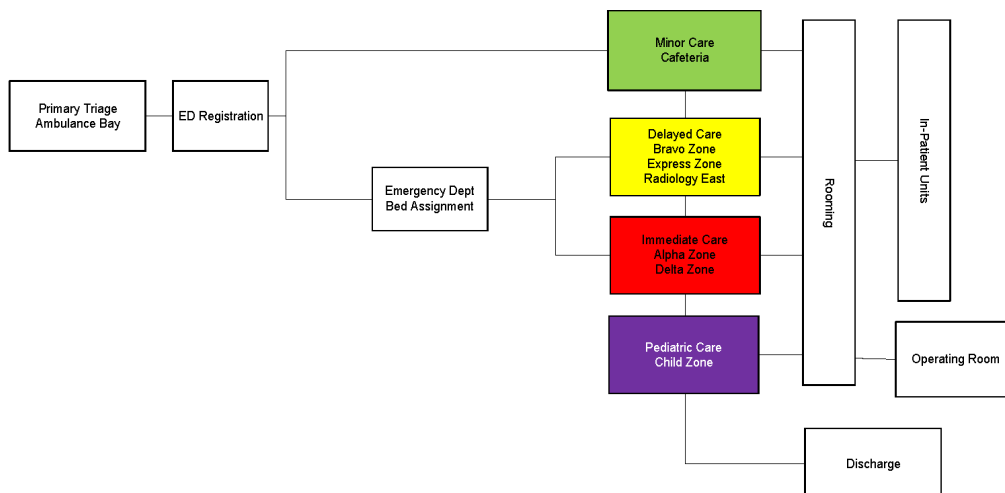 Primary Triage
Ambulance Bay
ED Registration
Emergency Dept
Bed Assignment
Minor Care
Cafeteria
Delayed Care
Bravo Zone
Express Zone
Radiology East
Immediate Care
Alpha Zone
Delta Zone
Pediatric Care
Child Zone
Rooming
In-Patient Units
Operating Room
Discharge